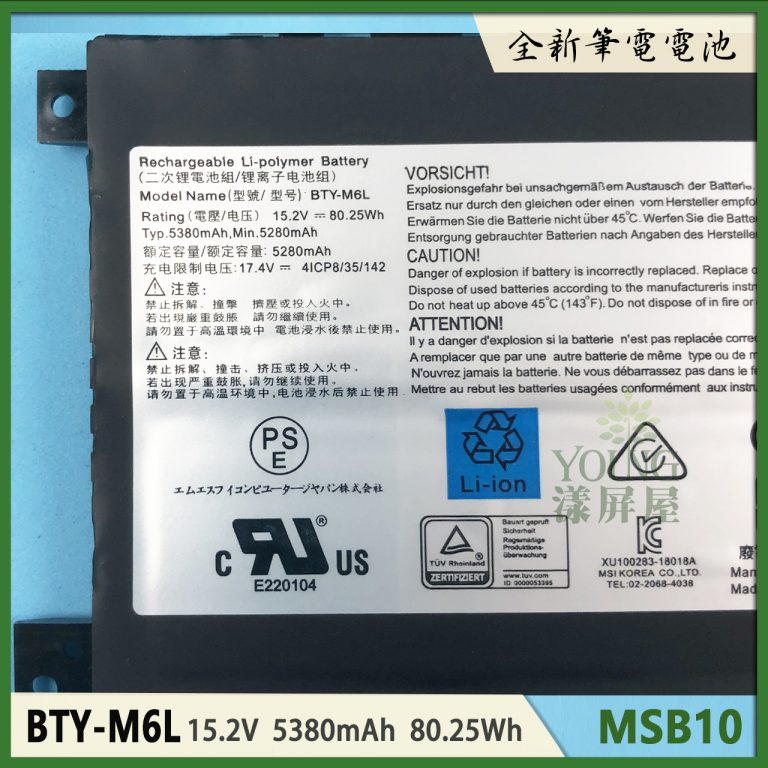 全新筆電電池
Rechargeable Li-polymer Battery
(二次锂電池組/锂离子电池组)
Model Name(型號/ 型号): BTY-M6L
Rating (電壓/电压) 15.2V ⎓ 80.25Wh
Typ.5380mAh,Min.5280mAh
額定容量/额定容量: 5280mAh
充电限制电压:17.4V ⎓ 4ICP8/35/142
注意:
禁止拆解、撞擊 擠壓或投入火中.
若出現嚴重鼓脹 請勿繼續使用.
請勿置于高溫環境中 電池浸水後禁止使用.
注意:
禁止拆解、撞击、挤压或投入火中.
若出现严重鼓胀,请勿继续使用.
请勿置于高温环境中,电池浸水后禁止使用.
VORSICHT!
Explosionsgefahr bei unsachgemäßem Austausch der Batterie.
Ersatz nur durch den gleichen oder einen vom Hersteller empfo
Erwärmen Sie die Batterie nicht über 45°C. Werfen Sie die Batter
Entsorgung gebrauchter Batterien nach Angaben des Hersteller
CAUTION!
Danger of explosion if battery is incorrectly replaced. Replace o
Dispose of used batteries according to the manufactureris instr
Do not heat up above 45°C (143°F). Do not dispose of in fire or
ATTENTION!
Il y a danger d'explosion si la batterie n'est pas replacée correc
A remplacer que par une autre batterie de même type ou de m
N'ouvrez jamais la batterie. Ne vous débarrassez pas dans le
Mettre au rebut les batteries usagées conformément aux instr
PS
E
エムエスフイコンピユータージャパン株式会社
c RU US
E220104
Li-ion
YOUNG
漾屏屋
TÜV Rheinland
ZERTIFIZIERT
Bauart geprüft
Sicherheit
Regelmäßige
Produktions-
überwachung
www.tuv.com
ID 0000053395
XU100283-18018A
MSI KOREA CO.,LTD.
TEL:02-2068-4038
廢
Man
Made
BTY-M6L 15.2V 5380mAh 80.25Wh
MSB10